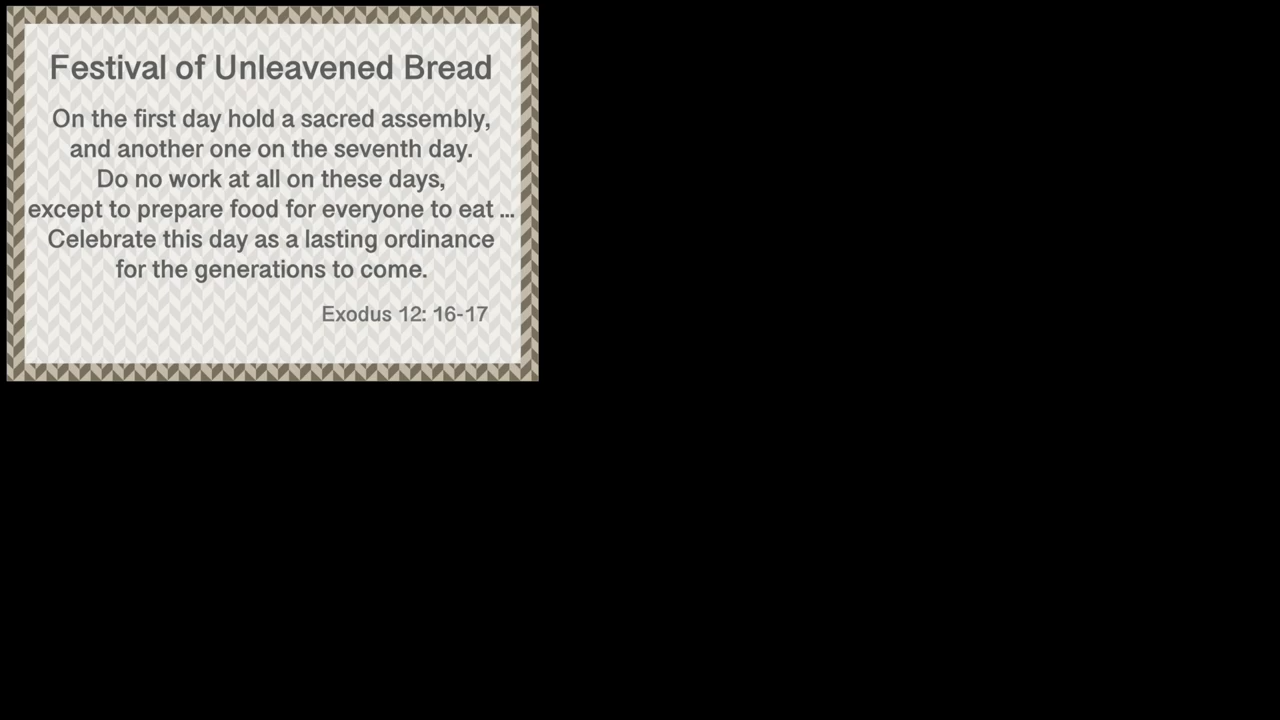 Festival of Unleavened Bread
On the first day hold a sacred assembly,
and another one on the seventh day.
Do no work at all on these days,
except to prepare food for everyone to eat ...
Celebrate this day as a lasting ordinance
for the generations to come.
Exodus 12: 16-17